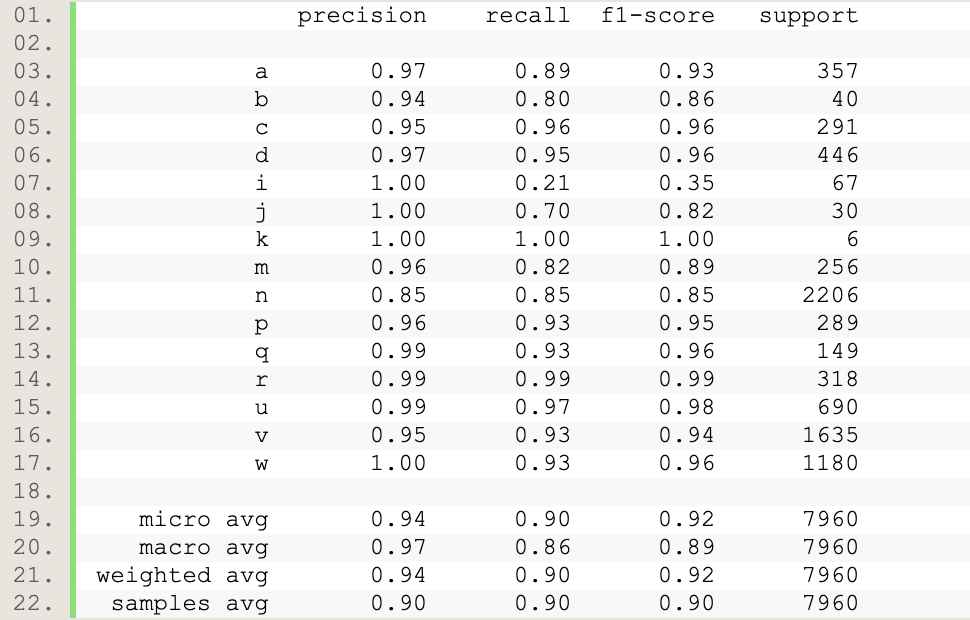 01. precision recall f1-score support
02.
03. a 0.97 0.89 0.93 357
04. b 0.94 0.80 0.86 40
05. c 0.95 0.96 0.96 291
06. d 0.97 0.95 0.96 446
07. i 1.00 0.21 0.35 67
08. j 1.00 0.70 0.82 30
09. k 1.00 1.00 1.00 6
10. m 0.96 0.82 0.89 256
11. n 0.85 0.85 0.85 2206
12. p 0.96 0.93 0.95 289
13. q 0.99 0.93 0.96 149
14. r 0.99 0.99 0.99 318
15. u 0.99 0.97 0.98 690
16. v 0.95 0.93 0.94 1635
17. w 1.00 0.93 0.96 1180
18.
19. micro avg 0.94 0.90 0.92 7960
20. macro avg 0.97 0.86 0.89 7960
21. weighted avg 0.94 0.90 0.92 7960
22. samples avg 0.90 0.90 0.90 7960